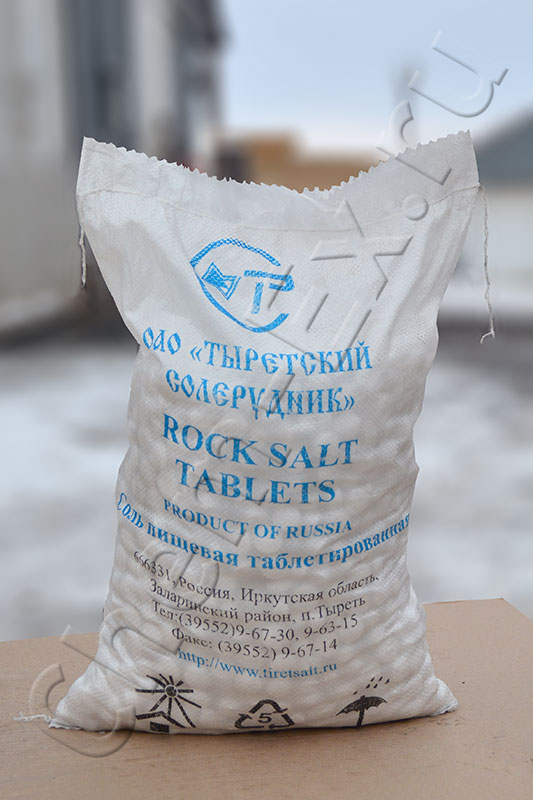 Т
ОАО «ТЫРЕТСКИЙ
СОЛЕРУДНИК»
ROCK SALT
TABLETS
PRODUCT OF RUSSIA
Соль пищевая таблетированная
666331, Россия, Иркутская область,
Заларинский район, п.Тыреть
Тел:(39552)9-67-30, 9-63-15
Факс: (39552) 9-67-14
http://www.tiretsalt.ru
5